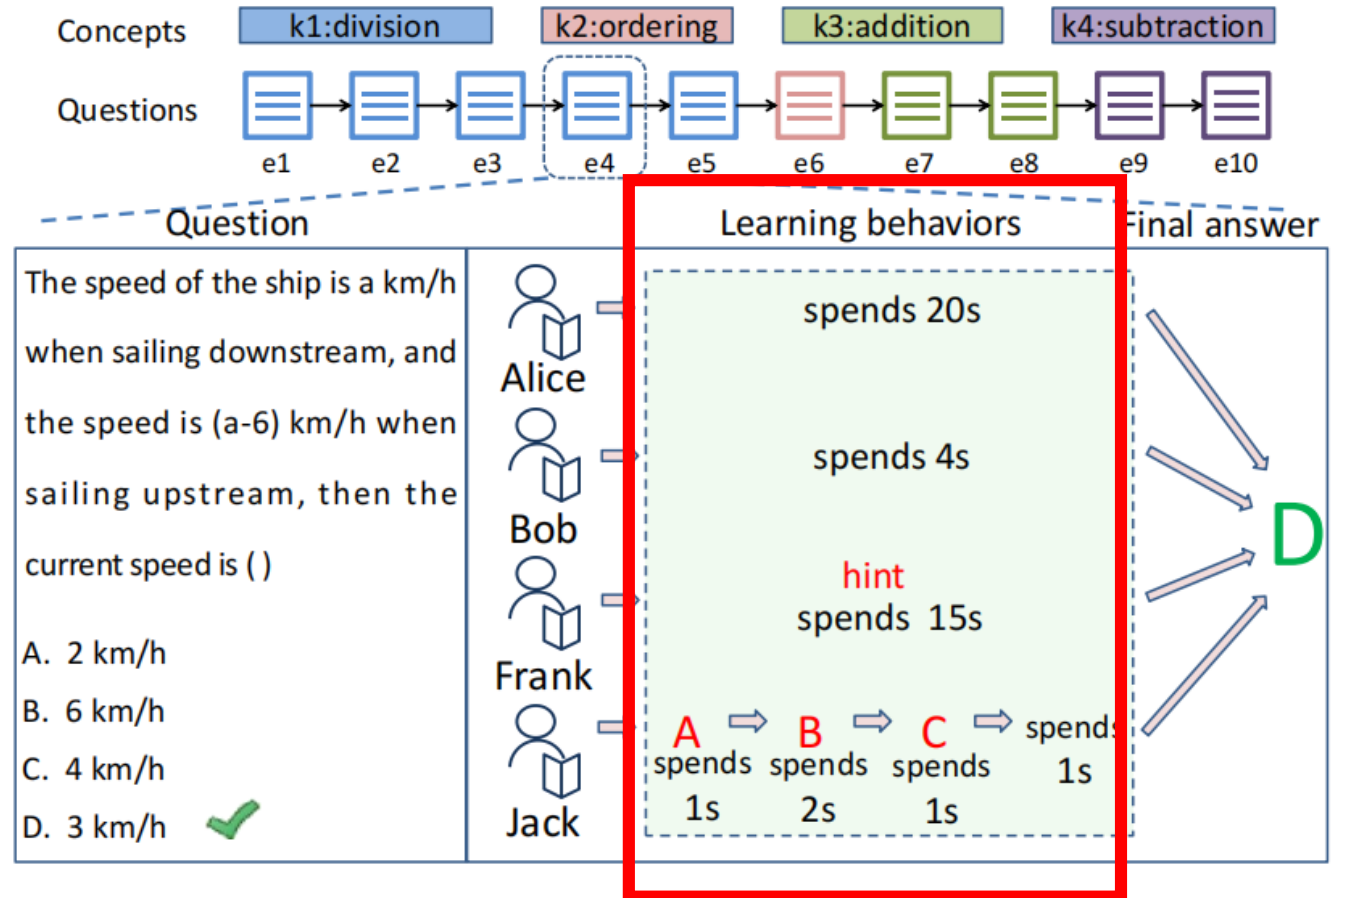 Concepts
k1:division
k2:ordering
k3:addition
k4:subtraction
Questions
e1
e2
e3
e4
e5
e6
e7
e8
e9
e10
Question
Learning behaviors
Final answer
The speed of the ship is a km/h
when sailing downstream, and
the speed is (a-6) km/h when
sailing upstream, then the
current speed is ( )
A. 2 km/h
B. 6 km/h
C. 4 km/h
D. 3 km/h
Alice
spends 20s
Bob
spends 4s
Frank
hint
spends 15s
Jack
A
spends
1s
B
spends
2s
C
spends
1s
spends
1s
D